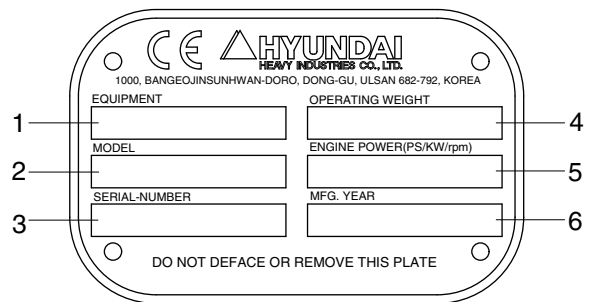 CE HYUNDAI
HEAVY INDUSTRIES CO., LTD.
1000, BANGEOJINSUNHWAN-DORO, DONG-GU, ULSAN 682-792, KOREA
EQUIPMENT OPERATING WEIGHT
1 4
MODEL ENGINE POWER(PS/KW/rpm)
2 5
SERIAL-NUMBER MFG. YEAR
3 6
DO NOT DEFACE OR REMOVE THIS PLATE